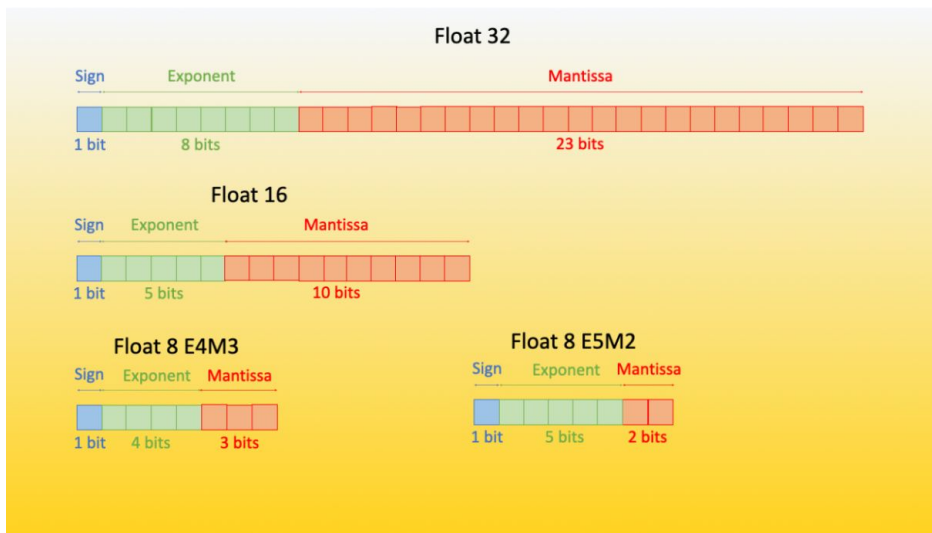 Float 32
Sign Exponent Mantissa
1 bit 8 bits 23 bits
Float 16
Sign Exponent Mantissa
1 bit 5 bits 10 bits
Float 8 E4M3
Sign Exponent Mantissa
1 bit 4 bits 3 bits
Float 8 E5M2
Sign Exponent Mantissa
1 bit 5 bits 2 bits